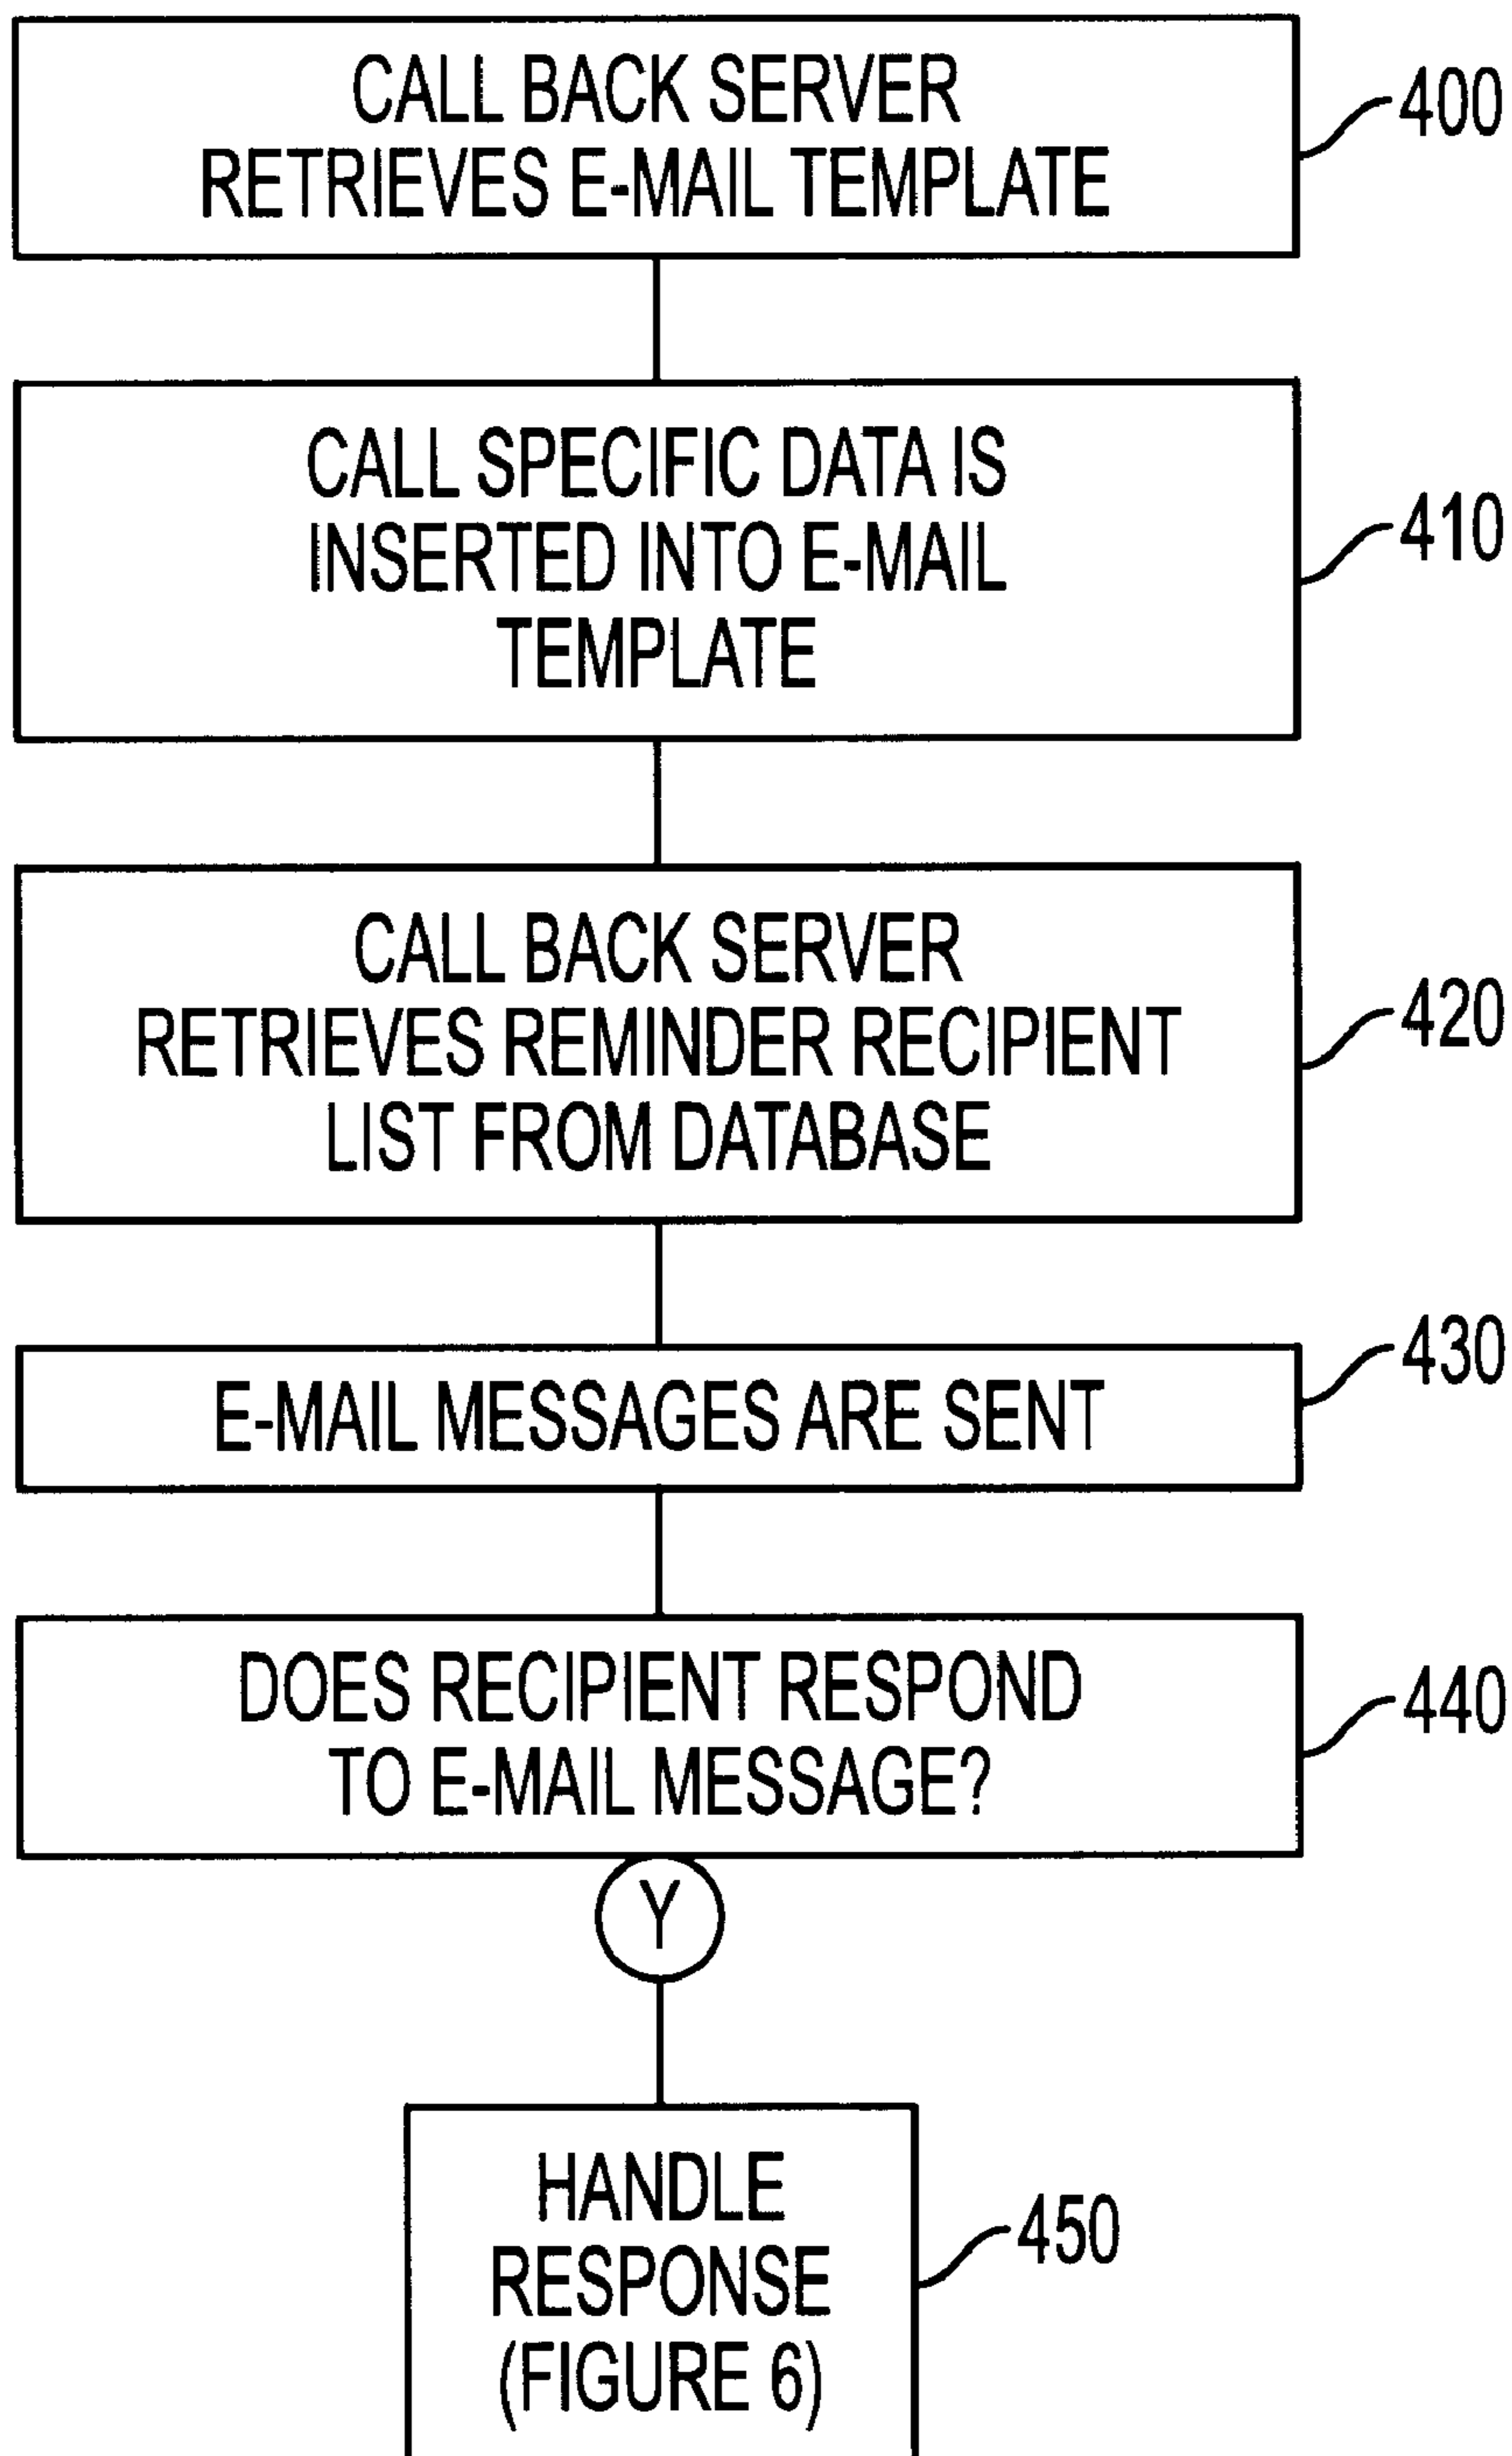 CALL BACK SERVER
RETRIEVES E-MAIL TEMPLATE
400
CALL SPECIFIC DATA IS
INSERTED INTO E-MAIL
TEMPLATE
410
CALL BACK SERVER
RETRIEVES REMINDER RECIPIENT
LIST FROM DATABASE
420
E-MAIL MESSAGES ARE SENT
430
DOES RECIPIENT RESPOND
TO E-MAIL MESSAGE?
440
Y
HANDLE
RESPONSE
(FIGURE 6)
450